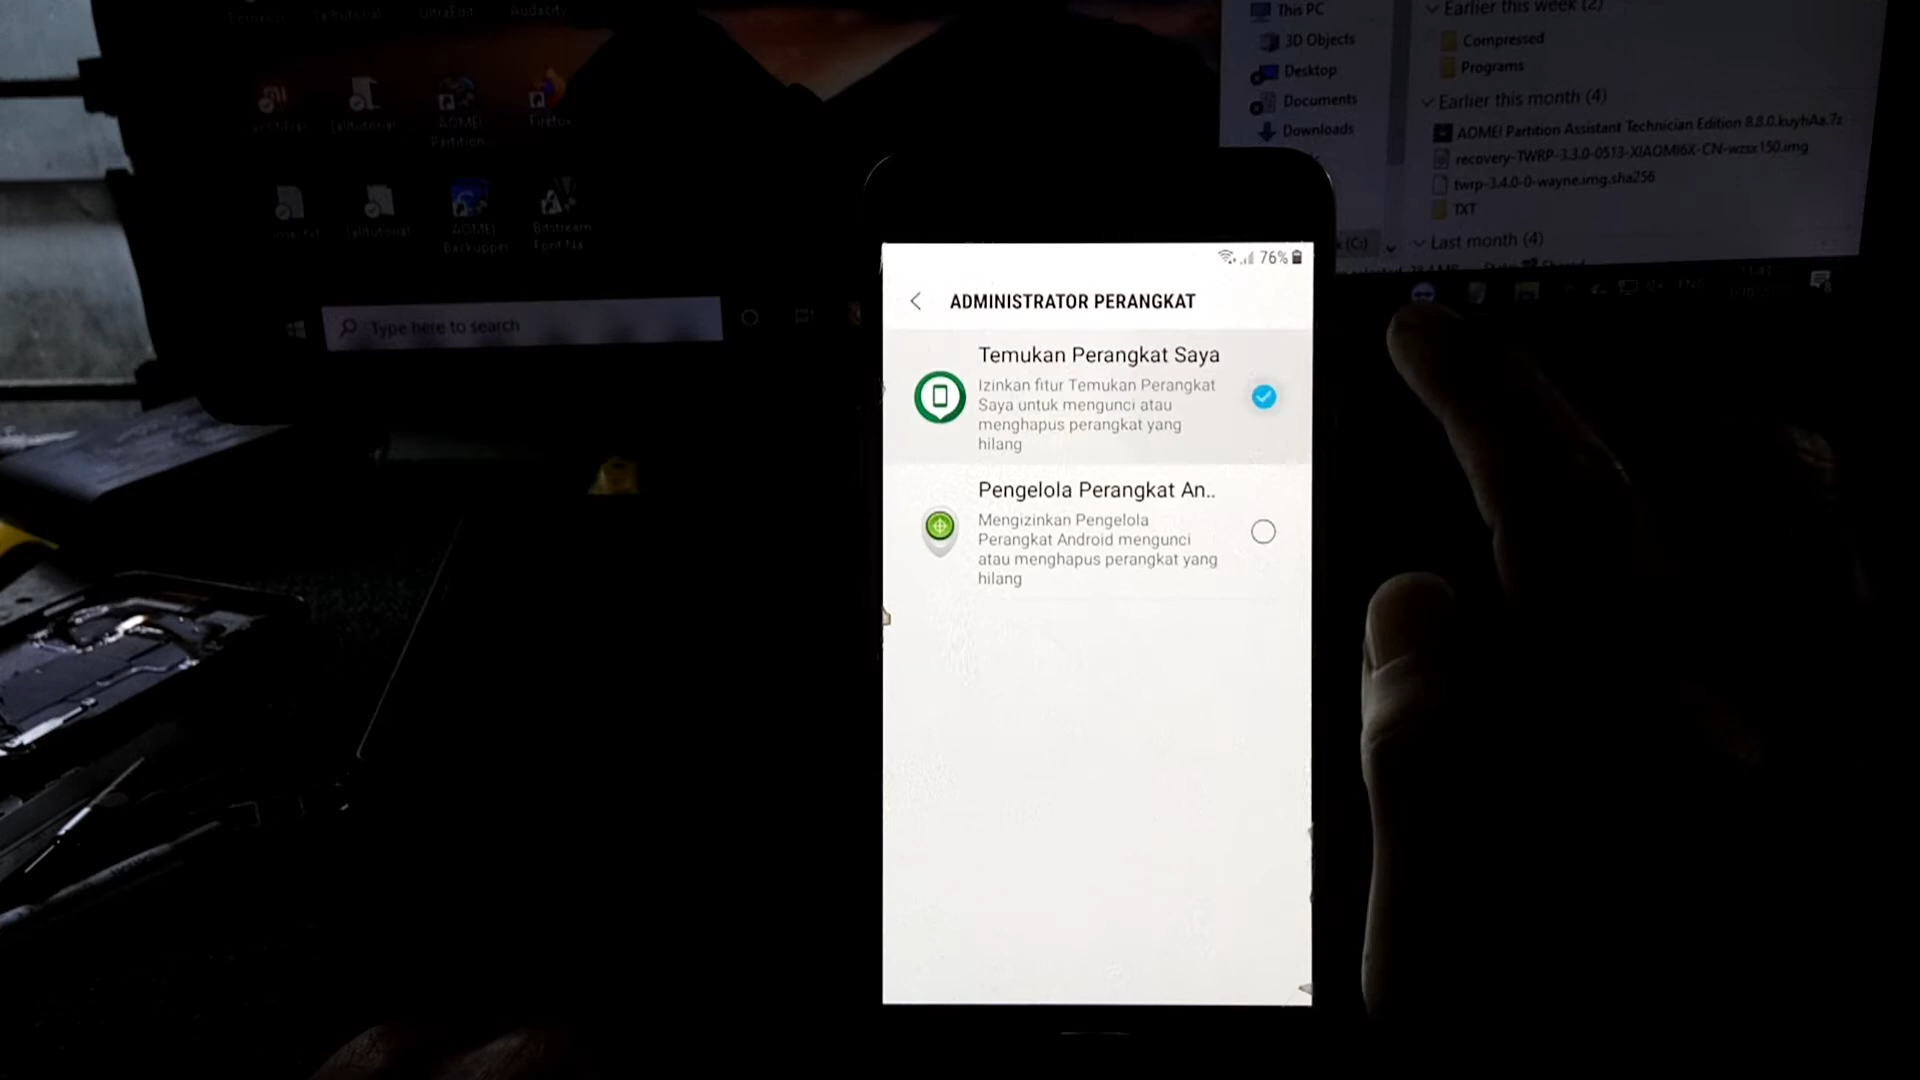 UltraEdit
Audacity
AOMEI
Partition...
Firefox
AOMEI
Backupper
Bitstream
Font Na...
Type here to search
This PC
3D Objects
Desktop
Documents
Downloads
Earlier this week (2)
Compressed
Programs
Earlier this month (4)
AOMEI Partition Assistant Technician Edition 8.8.0.kuyhAa.7z
recovery-TWRP-3.3.0-0513-XIAOMI6X-CN-wzsx150.img
twrp-3.4.0-0-wayne.img.sha256
TXT
Last month (4)
(C:)
76%
ADMINISTRATOR PERANGKAT
Temukan Perangkat Saya
Izinkan fitur Temukan Perangkat
Saya untuk mengunci atau
menghapus perangkat yang
hilang
Pengelola Perangkat An..
Mengizinkan Pengelola
Perangkat Android mengunci
atau menghapus perangkat yang
hilang